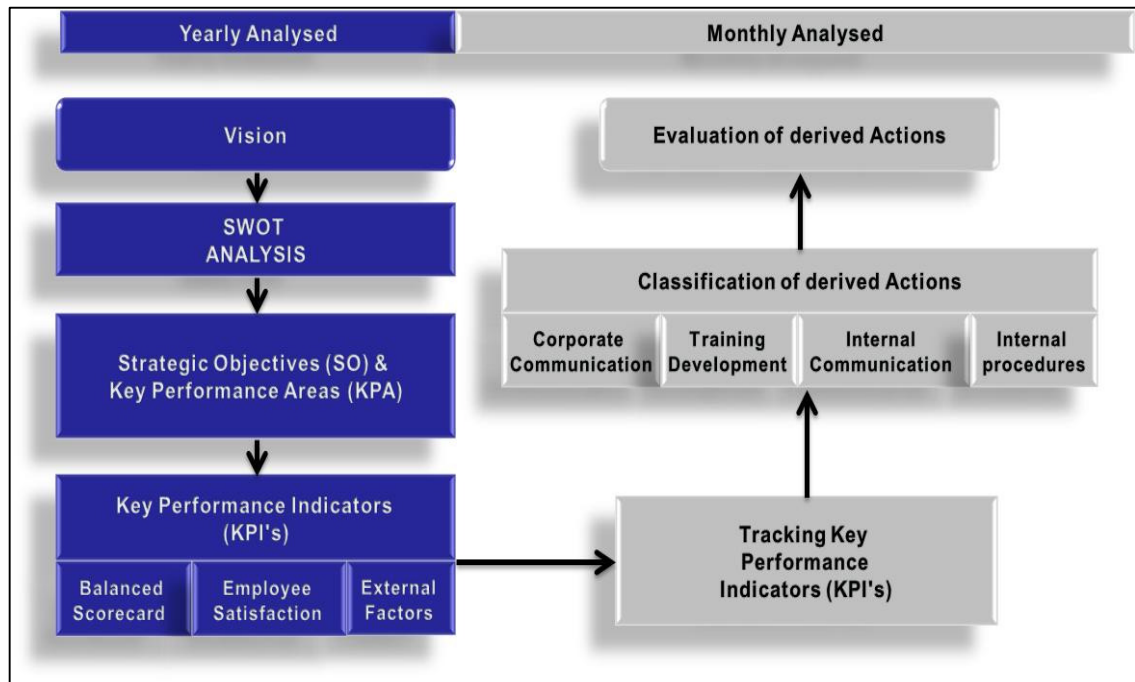 Yearly Analysed
Monthly Analysed
Vision
SWOT
ANALYSIS
Strategic Objectives (SO) &
Key Performance Areas (KPA)
Key Performance Indicators
(KPI's)
Balanced
Scorecard
Employee
Satisfaction
External
Factors
Evaluation of derived Actions
Classification of derived Actions
Corporate
Communication
Training
Development
Internal
Communication
Internal
procedures
Tracking Key
Performance
Indicators (KPI's)